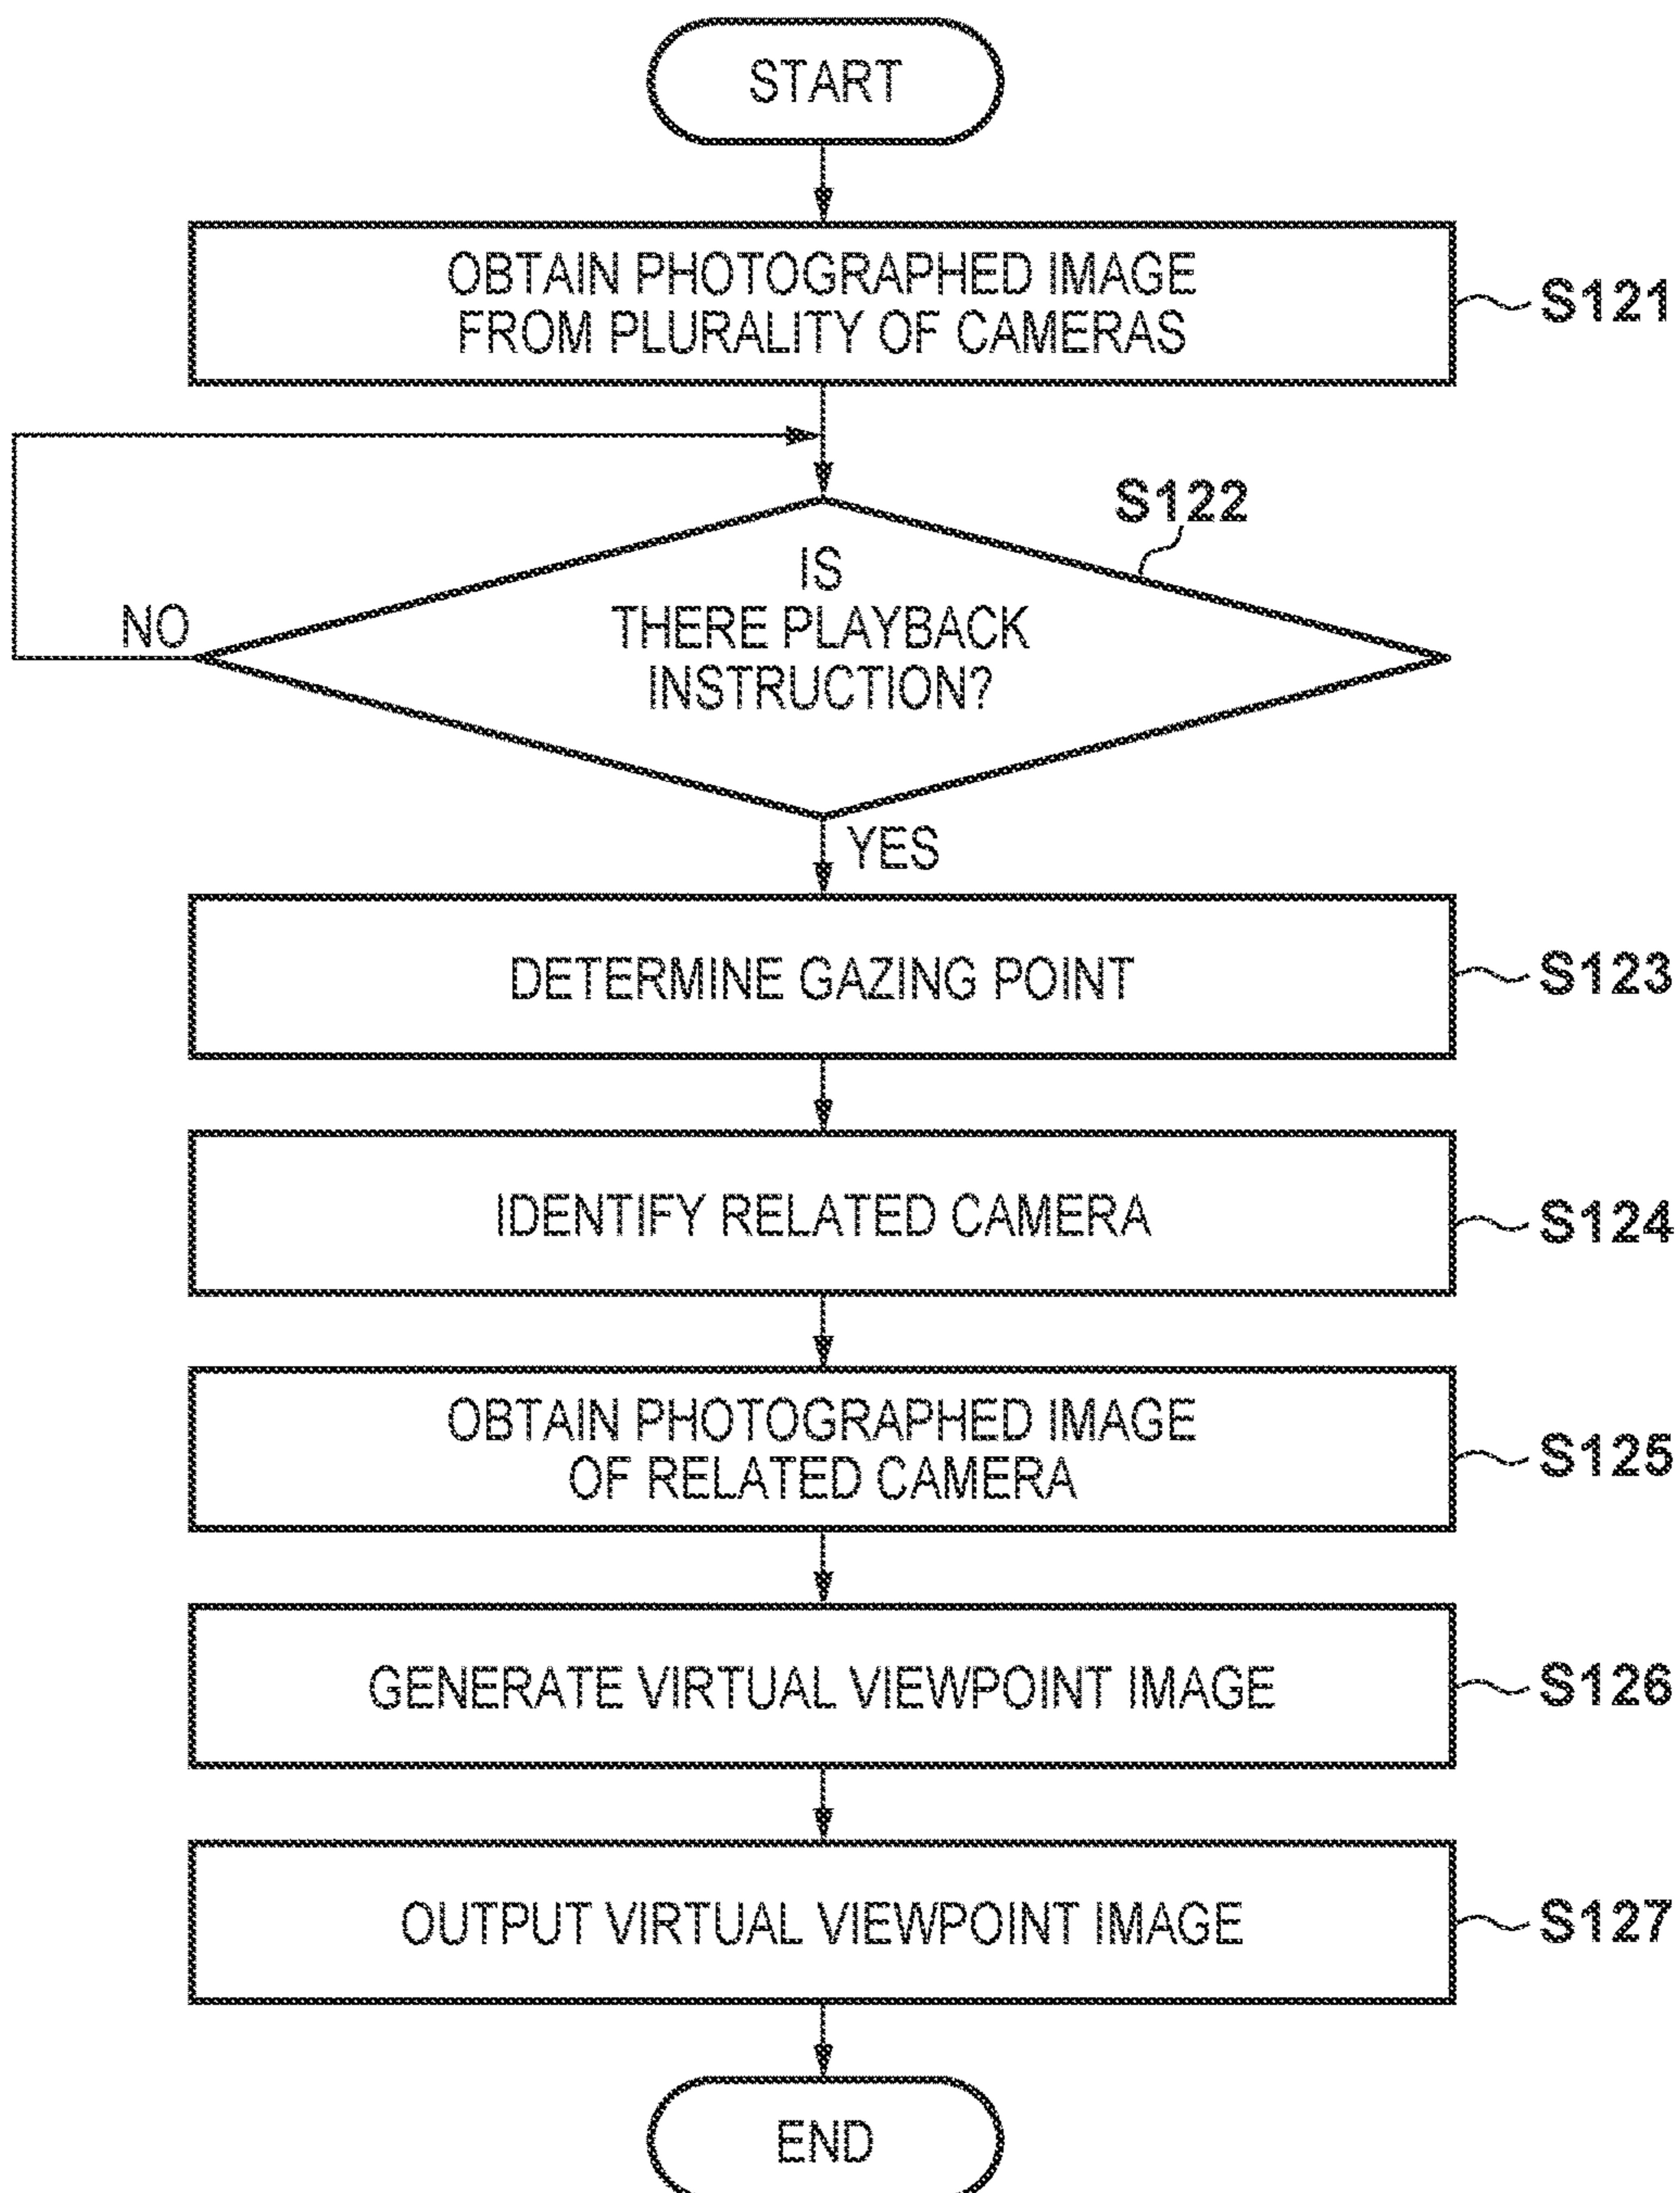 START
OBTAIN PHOTOGRAPHED IMAGE
FROM PLURALITY OF CAMERAS
S121
S122
IS
THERE PLAYBACK
INSTRUCTION?
NO
YES
DETERMINE GAZING POINT
S123
IDENTIFY RELATED CAMERA
S124
OBTAIN PHOTOGRAPHED IMAGE
OF RELATED CAMERA
S125
GENERATE VIRTUAL VIEWPOINT IMAGE
S126
OUTPUT VIRTUAL VIEWPOINT IMAGE
S127
END